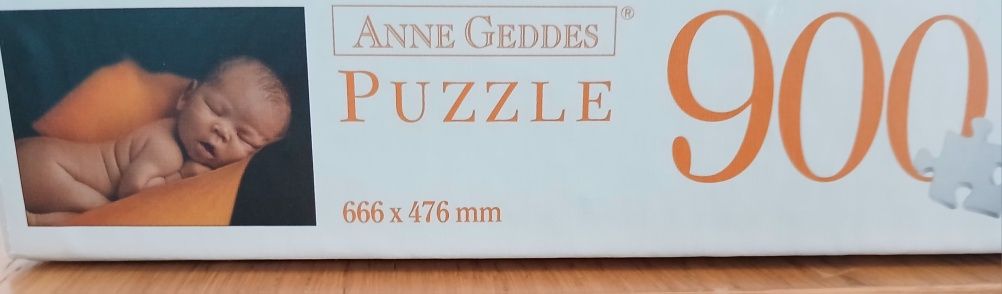 ANNE GEDDES®
PUZZLE
900
666 x 476 mm